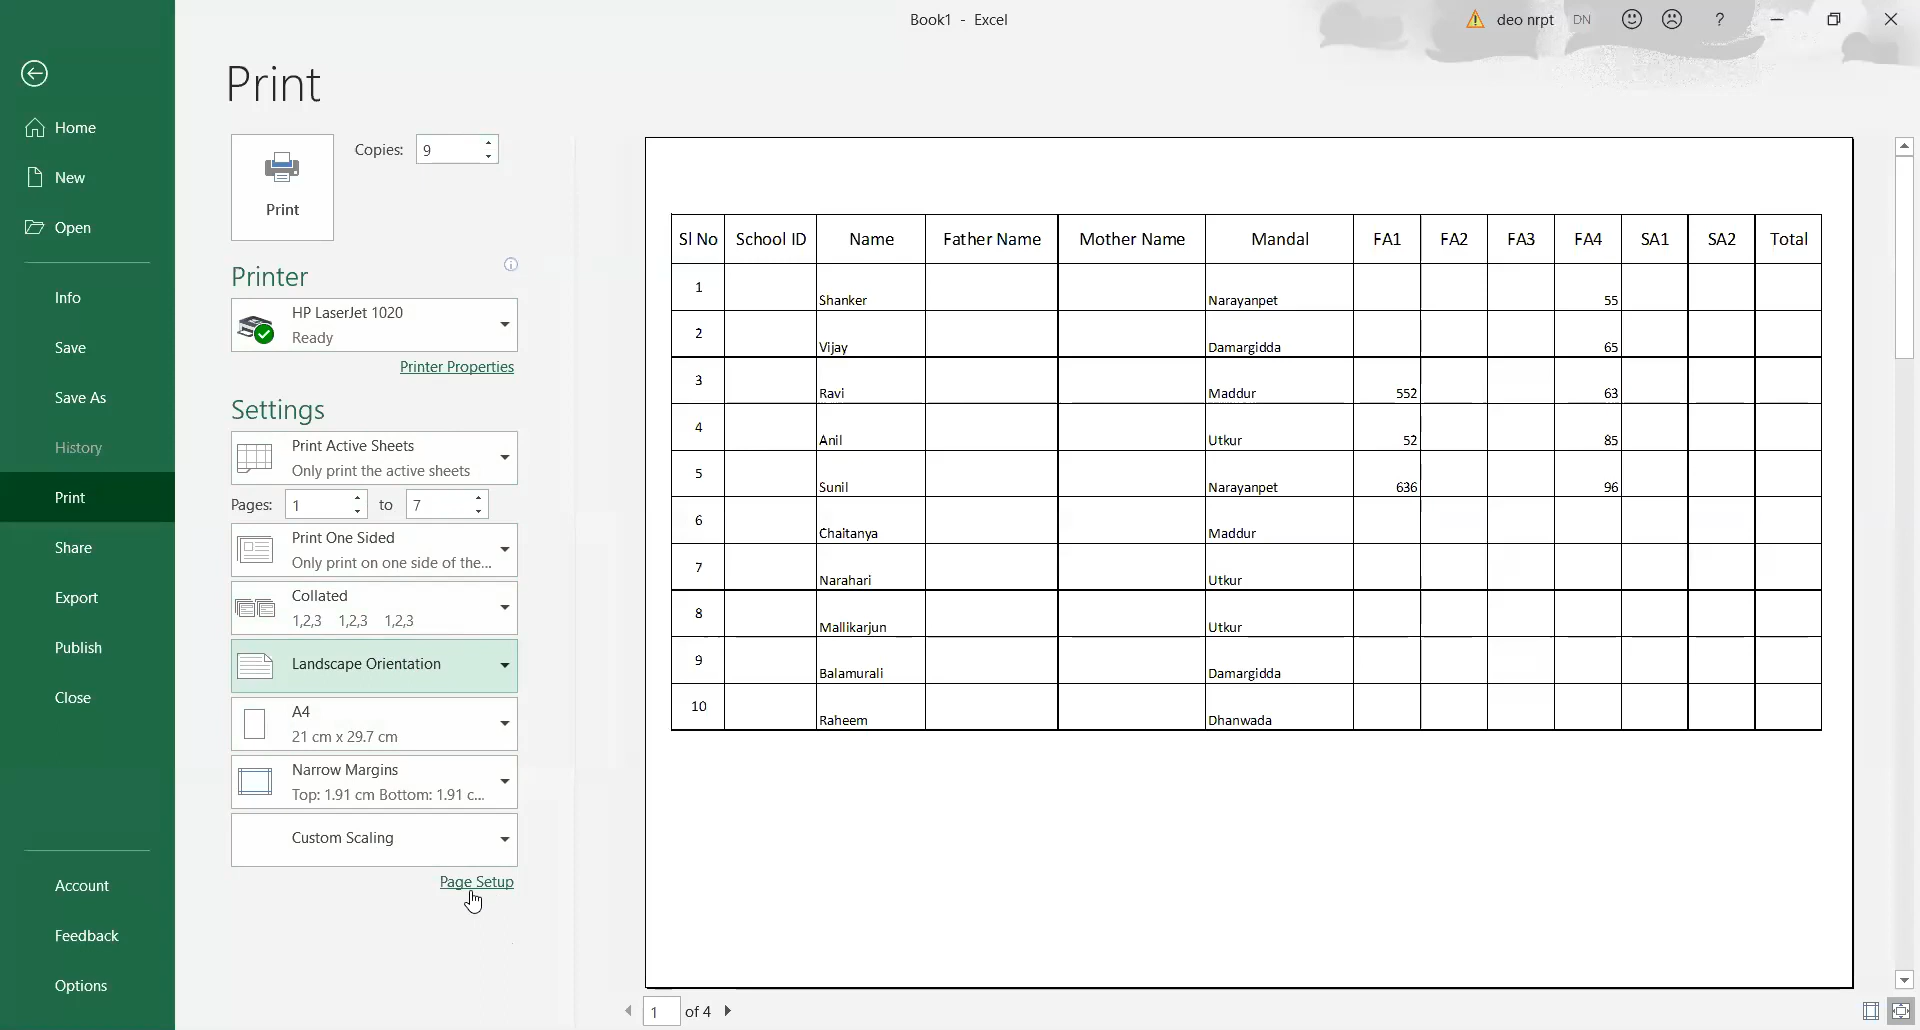 Book1 - Excel
deo nrpt DN
?
Home
New
Open
Info
Save
Save As
History
Print
Share
Export
Publish
Close
Account
Feedback
Options
Print
Print
Copies: 9
Printer
HP LaserJet 1020
Ready
Printer Properties
Settings
Print Active Sheets
Only print the active sheets
Pages: 1 to 7
Print One Sided
Only print on one side of the...
Collated
1,2,3 1,2,3 1,2,3
Landscape Orientation
A4
21 cm x 29.7 cm
Narrow Margins
Top: 1.91 cm Bottom: 1.91 c...
Custom Scaling
Page Setup
Sl No School ID Name Father Name Mother Name Mandal FA1 FA2 FA3 FA4 SA1 SA2 Total
1 Shanker Narayanpet 55
2 Vijay Damargidda 65
3 Ravi Maddur 552 63
4 Anil Utkur 52 85
5 Sunil Narayanpet 636 96
6 Chaitanya Maddur
7 Narahari Utkur
8 Mallikarjun Utkur
9 Balamurali Damargidda
10 Raheem Dhanwada
1 of 4